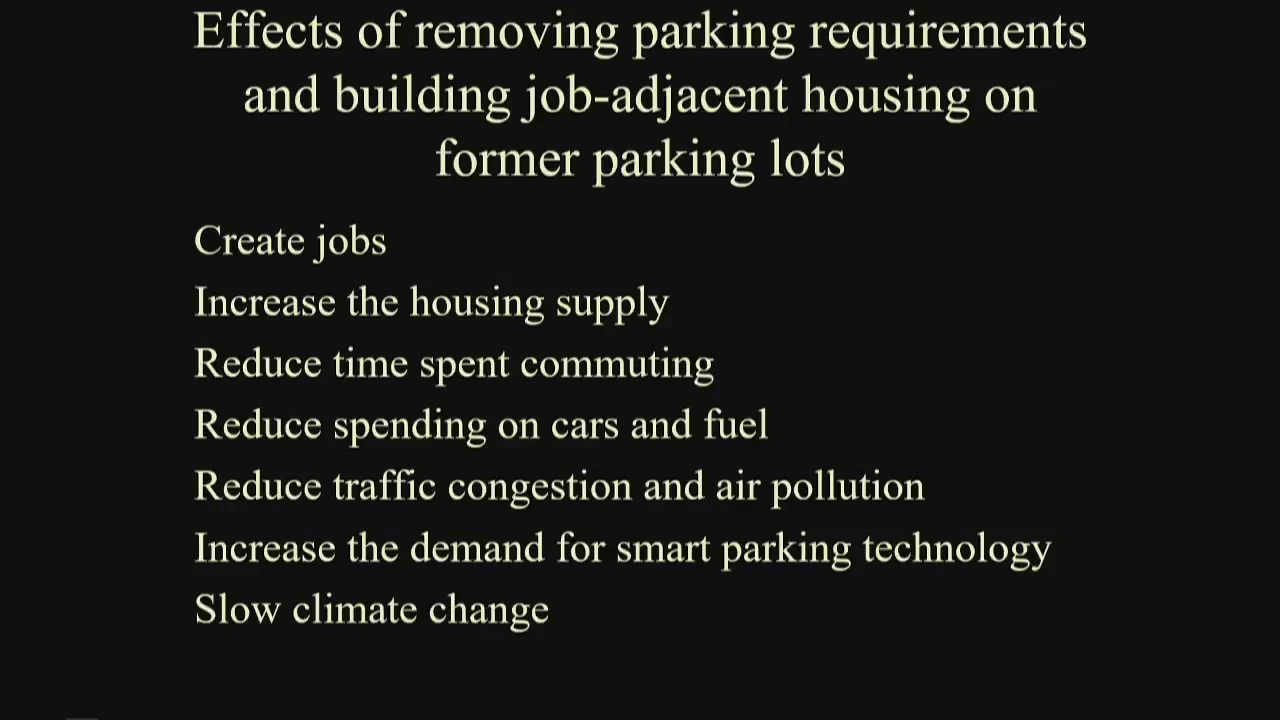 Effects of removing parking requirements
and building job-adjacent housing on
former parking lots
Create jobs
Increase the housing supply
Reduce time spent commuting
Reduce spending on cars and fuel
Reduce traffic congestion and air pollution
Increase the demand for smart parking technology
Slow climate change